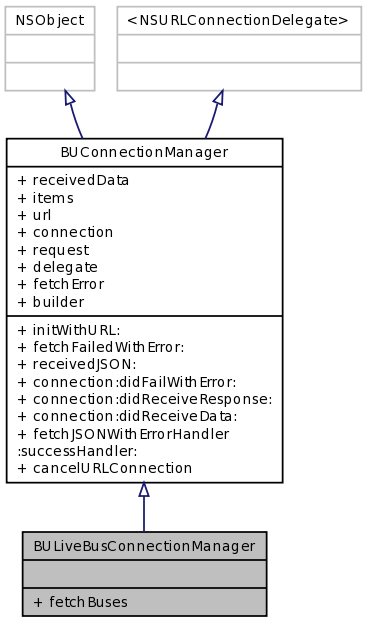 NSObject
<NSURLConnectionDelegate>
BUConnectionManager
+ receivedData
+ items
+ url
+ connection
+ request
+ delegate
+ fetchError
+ builder
+ initWithURL:
+ fetchFailedWithError:
+ receivedJSON:
+ connection:didFailWithError:
+ connection:didReceiveResponse:
+ connection:didReceiveData:
+ fetchJSONWithErrorHandler
:successHandler:
+ cancelURLConnection
BULiveBusConnectionManager
+ fetchBuses